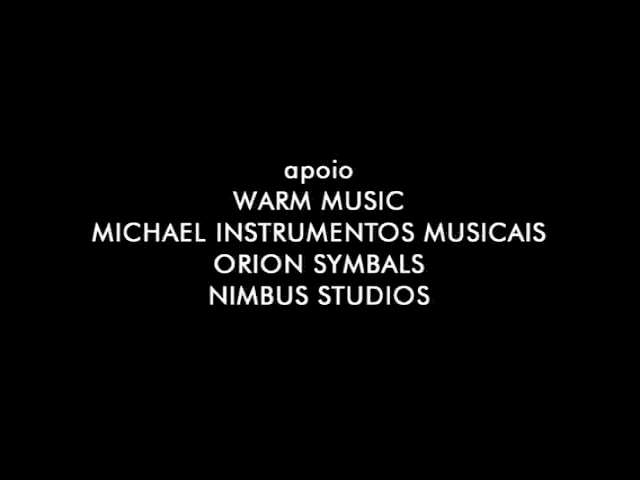 apoio
WARM MUSIC
MICHAEL INSTRUMENTOS MUSICAIS
ORION SYMBALS
NIMBUS STUDIOS